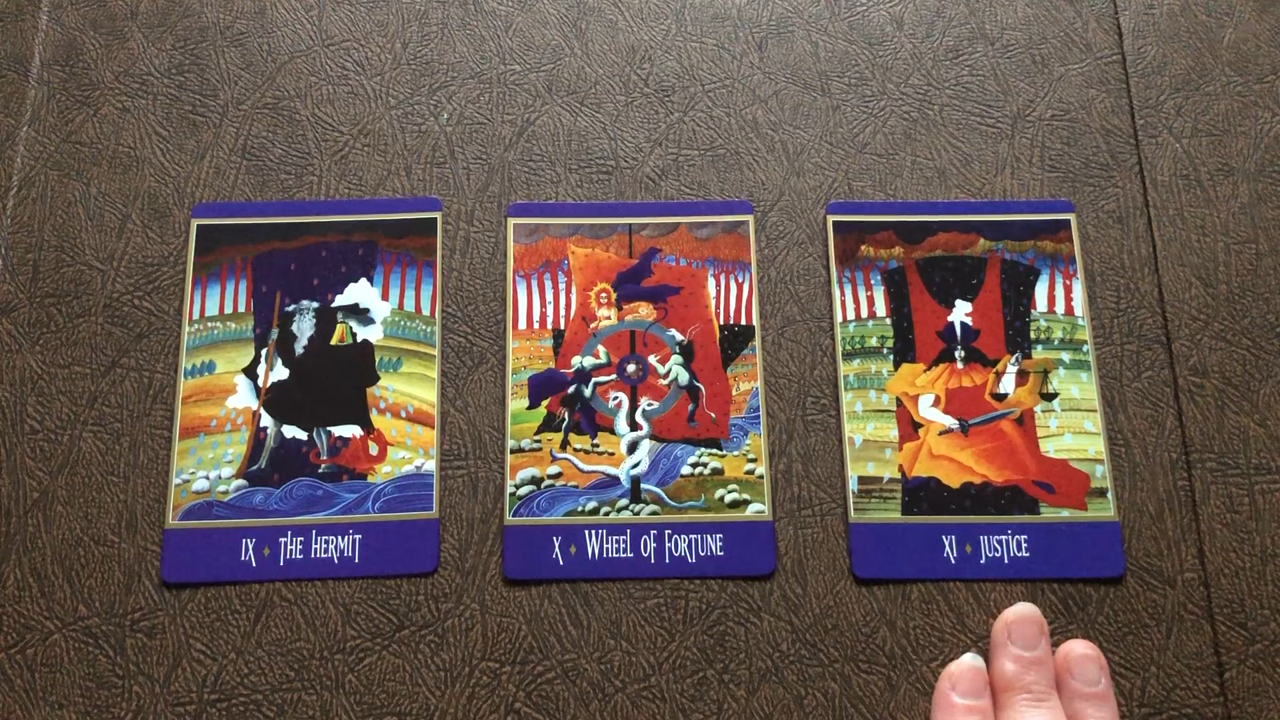 IX ♦ THE HERMIT
X ♦ WHEEL OF FORTUNE
XI ♦ JUSTICE